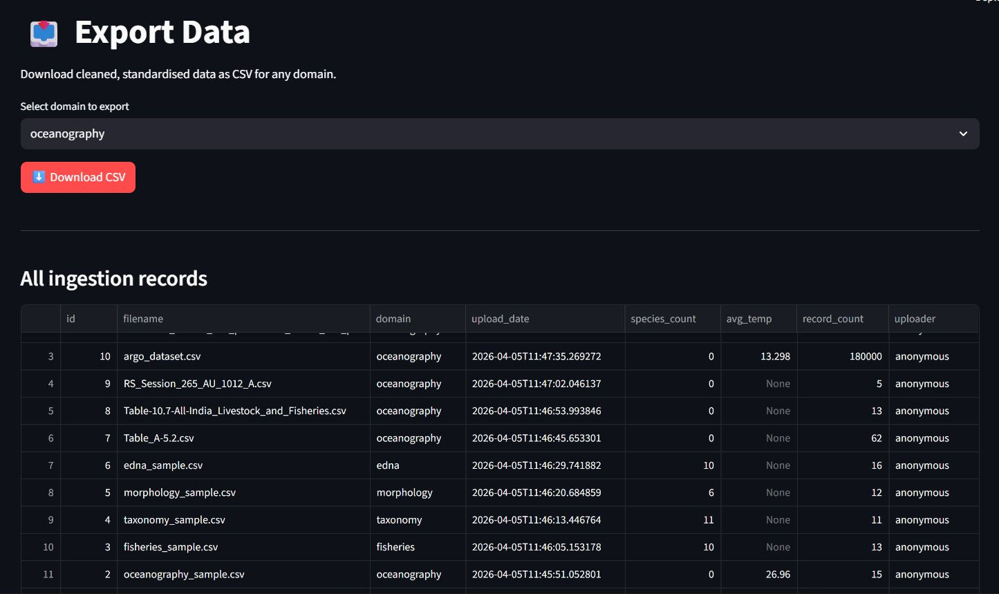 Export Data
Download cleaned, standardised data as CSV for any domain.
Select domain to export
oceanography
Download CSV
All ingestion records
id filename domain upload_date species_count avg_temp record_count uploader
3 10 argo_dataset.csv oceanography 2026-04-05T11:47:35.269272 0 13.298 180000 anonymous
4 9 RS_Session_265_AU_1012_A.csv oceanography 2026-04-05T11:47:02.046137 0 None 5 anonymous
5 8 Table-10.7-All-India_Livestock_and_Fisheries.csv oceanography 2026-04-05T11:46:53.993846 0 None 13 anonymous
6 7 Table_A-5.2.csv oceanography 2026-04-05T11:46:45.653301 0 None 62 anonymous
7 6 edna_sample.csv edna 2026-04-05T11:46:29.741882 10 None 16 anonymous
8 5 morphology_sample.csv morphology 2026-04-05T11:46:20.684859 6 None 12 anonymous
9 4 taxonomy_sample.csv taxonomy 2026-04-05T11:46:13.446764 11 None 11 anonymous
10 3 fisheries_sample.csv fisheries 2026-04-05T11:46:05.153178 10 None 13 anonymous
11 2 oceanography_sample.csv oceanography 2026-04-05T11:45:51.052801 0 26.96 15 anonymous